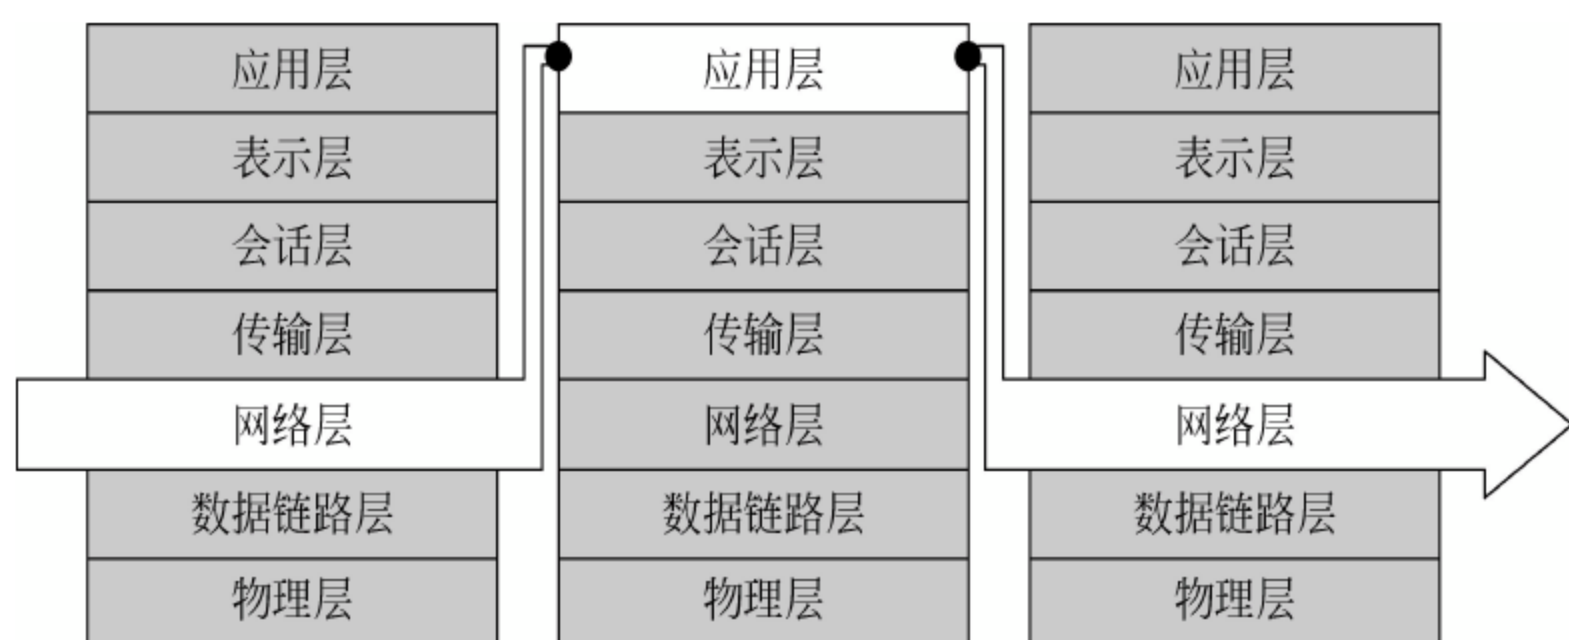 应用层
表示层
会话层
传输层
网络层
数据链路层
物理层
应用层
表示层
会话层
传输层
网络层
数据链路层
物理层
应用层
表示层
会话层
传输层
网络层
数据链路层
物理层